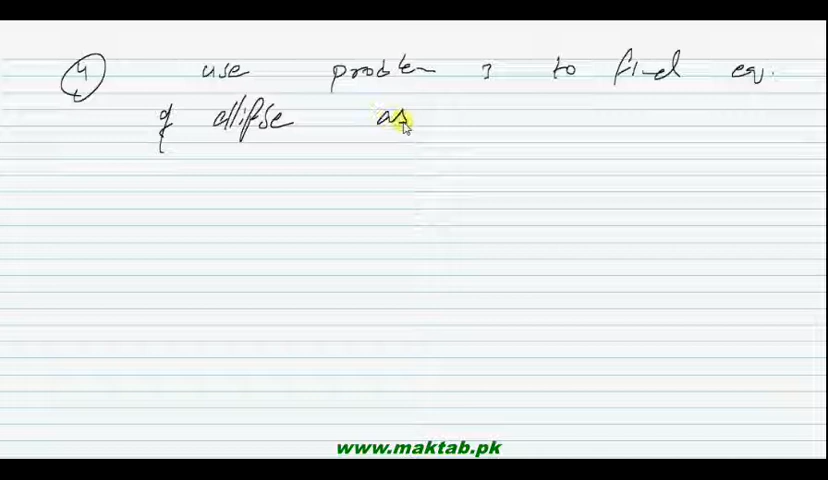 4 use problem 3 to find eq.
of ellipse as
www.maktab.pk